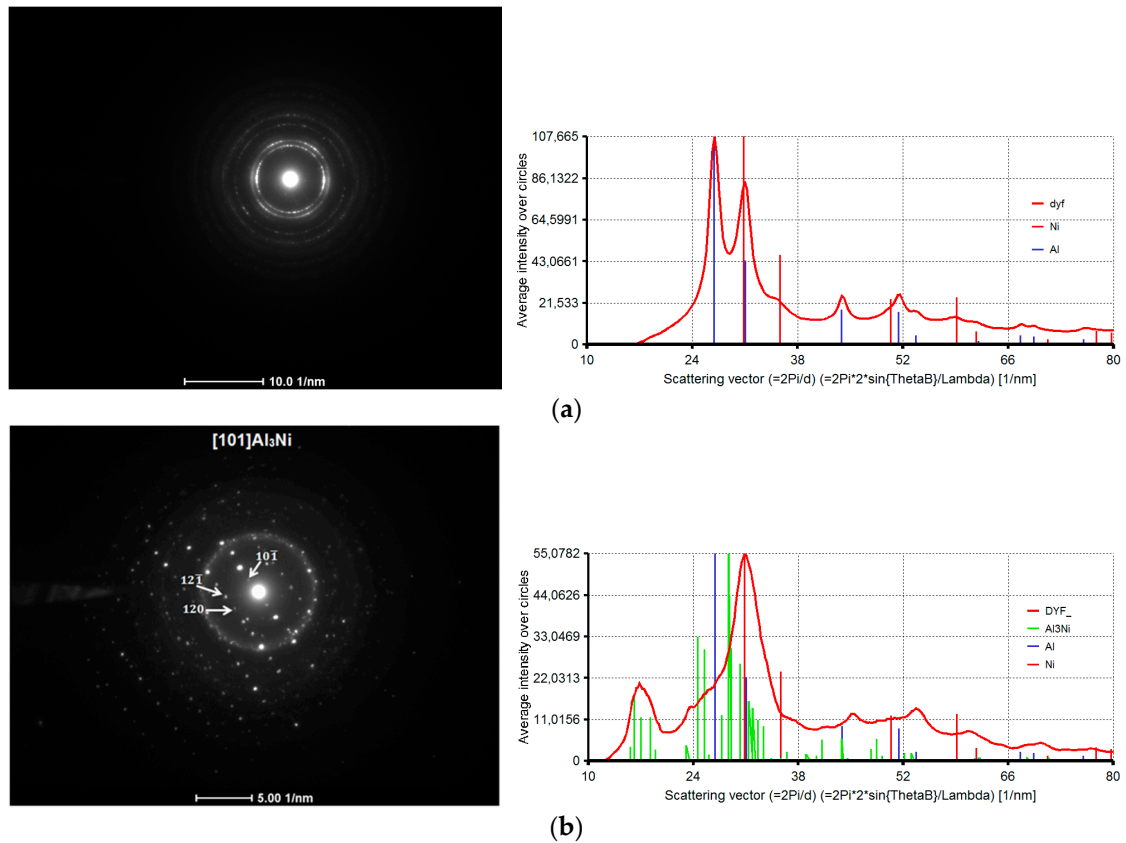 107,665
86,1322
64,5991
43,0661
21,533
0
Average intensity over circles
dyf
Ni
Al
10 24 38 52 66 80
Scattering vector (=2Pi/d) (=2Pi*2*sin{ThetaB}/Lambda) [1/nm]
10.0 1/nm
(a)
[101]Al₃Ni
101̅
121̅
120
5.00 1/nm
55,0782
44,0626
33,0469
22,0313
11,0156
0
Average intensity over circles
DYF_
Al3Ni
Al
Ni
10 24 38 52 66 80
Scattering vector (=2Pi/d) (=2Pi*2*sin{ThetaB}/Lambda) [1/nm]
(b)